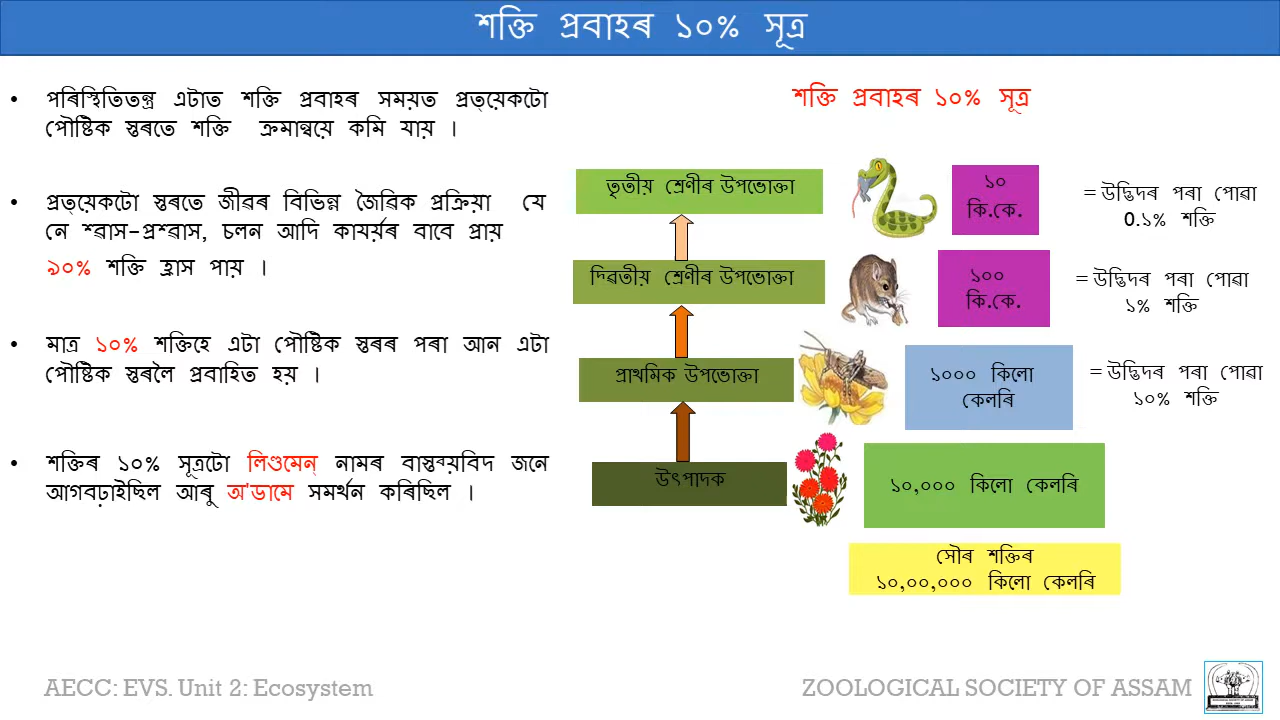 শক্তি প্ৰবাহৰ ১০% সূত্ৰ
• পৰিস্থিতিতন্ত্ৰ এটাত শক্তি প্ৰবাহৰ সময়ত প্ৰত্যেকটো
পৌষ্টিক স্তৰতে শক্তি ক্ৰমান্বয়ে কমি যায় ।
• প্ৰত্যেকটো স্তৰতে জীৱৰ বিভিন্ন জৈৱিক প্ৰক্ৰিয়া যে
নে শ্বাস-প্ৰশ্বাস, চলন আদি কাৰ্য্যৰ বাবে প্ৰায়
৯০% শক্তি হ্ৰাস পায় ।
• মাত্ৰ ১০% শক্তিহে এটা পৌষ্টিক স্তৰৰ পৰা আন এটা
পৌষ্টিক স্তৰলৈ প্ৰবাহিত হয় ।
• শক্তিৰ ১০% সূত্ৰটো লিণ্ডমেন্ নামৰ বাস্তুব্যবিদ জনে
আগবঢ়াইছিল আৰু অ'ডামে সমৰ্থন কৰিছিল ।
শক্তি প্ৰবাহৰ ১০% সূত্ৰ
তৃতীয় শ্ৰেণীৰ উপভোক্তা
১০
কি.কে.
= উদ্ভিদৰ পৰা পোৱা
0.১% শক্তি
দ্বিতীয় শ্ৰেণীৰ উপভোক্তা
১০০
কি.কে.
= উদ্ভিদৰ পৰা পোৱা
১% শক্তি
প্ৰাথমিক উপভোক্তা
১০০০ কিলো
কেলৰি
= উদ্ভিদৰ পৰা পোৱা
১০% শক্তি
উৎপাদক
১০,০০০ কিলো কেলৰি
সৌৰ শক্তিৰ
১০,০০,০০০ কিলো কেলৰি
AECC: EVS. Unit 2: Ecosystem
ZOOLOGICAL SOCIETY OF ASSAM